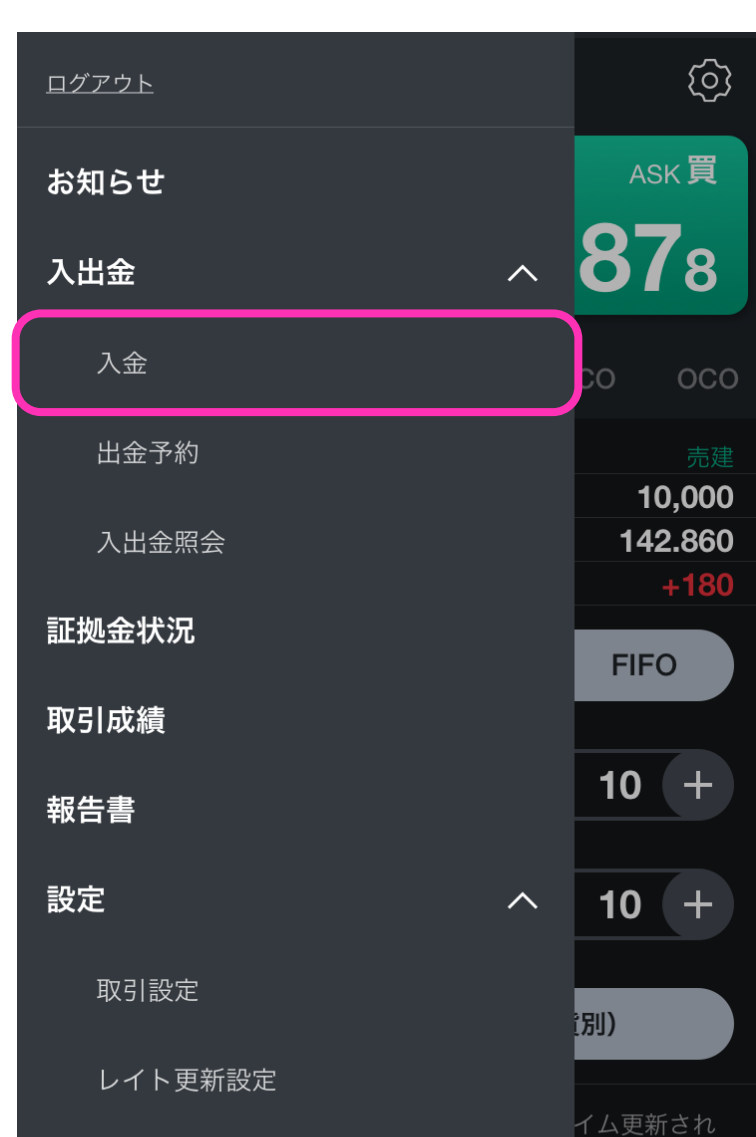 ログアウト
お知らせ
入出金
入金
出金予約
入出金照会
証拠金状況
取引成績
報告書
設定
取引設定
レイト更新設定
ASK 買
878
CO OCO
売建
10,000
142.860
+180
FIFO
10 +
10 +
別)
イム更新され